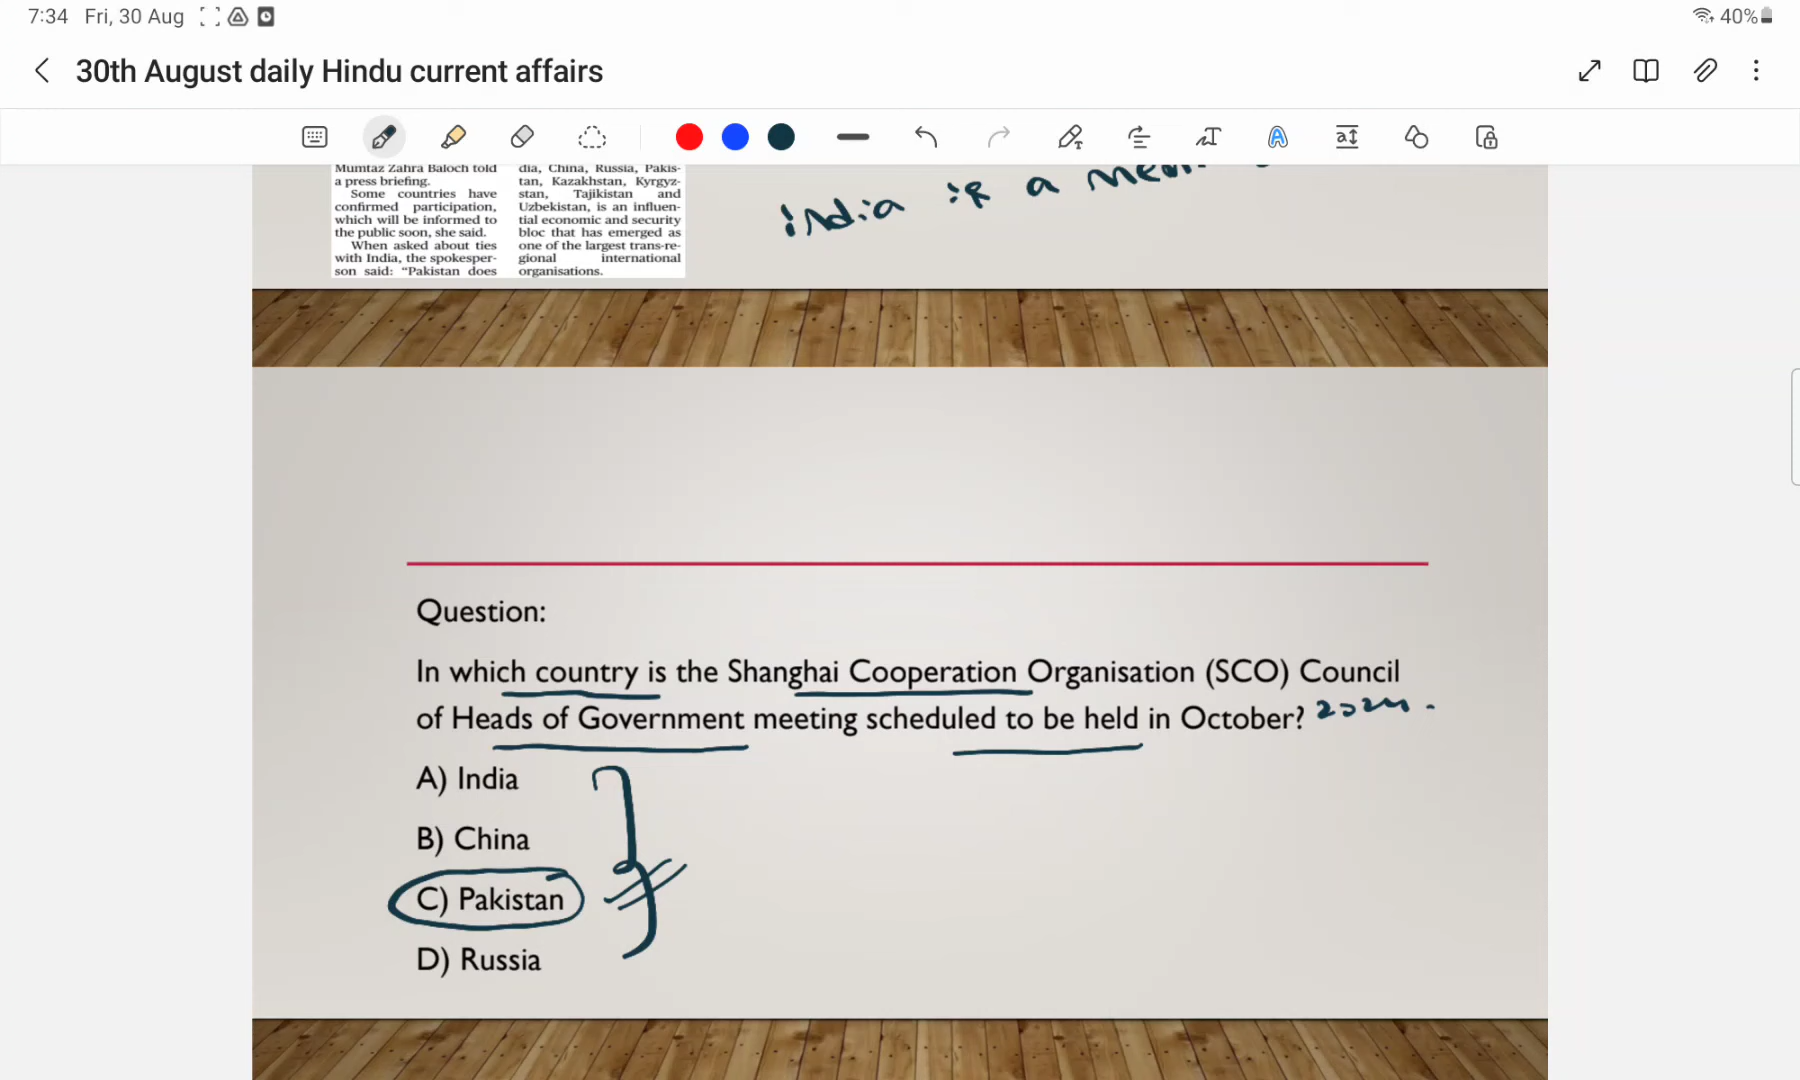 7:34 Fri, 30 Aug
40%
30th August daily Hindu current affairs
Mumtaz Zahra Baloch told
a press briefing.
Some countries have
confirmed participation,
which will be informed to
the public soon, she said.
When asked about ties
with India, the spokesper-
son said: “Pakistan does
dia, China, Russia, Pakis-
tan, Kazakhstan, Kyrgyz-
stan, Tajikistan and
Uzbekistan, is an influen-
tial economic and security
bloc that has emerged as
one of the largest trans-re-
gional international
organisations.
india is a
Question:
In which country is the Shanghai Cooperation Organisation (SCO) Council
of Heads of Government meeting scheduled to be held in October? 2024.
A) India
B) China
C) Pakistan
D) Russia